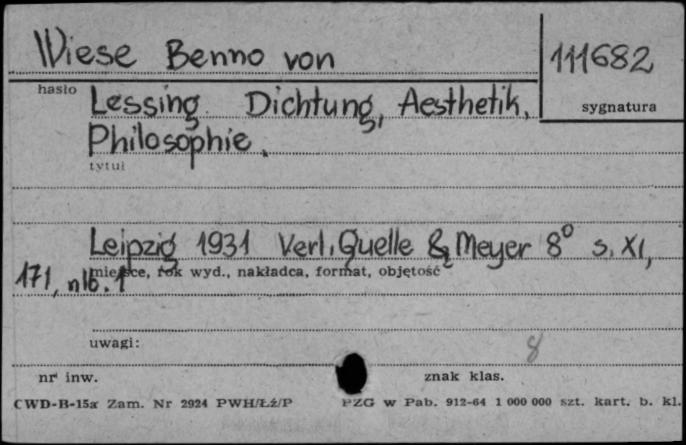 Wiese Benno von
111682
hasło
Lessing Dichtung, Aesthetik,
sygnatura
Philosophie.
tytuł
Leipzig 1931 Verl. Quelle & Meyer 8° s. XI,
miejsce, rok wyd., nakładca, format, objętość
171, nlb. 1
uwagi:
8
nr inw.
znak klas.
CWD-B-15a Zam. Nr 2924 PWH/Łź/P PZG w Pab. 912-64 1 000 000 szt. kart. b. kl.